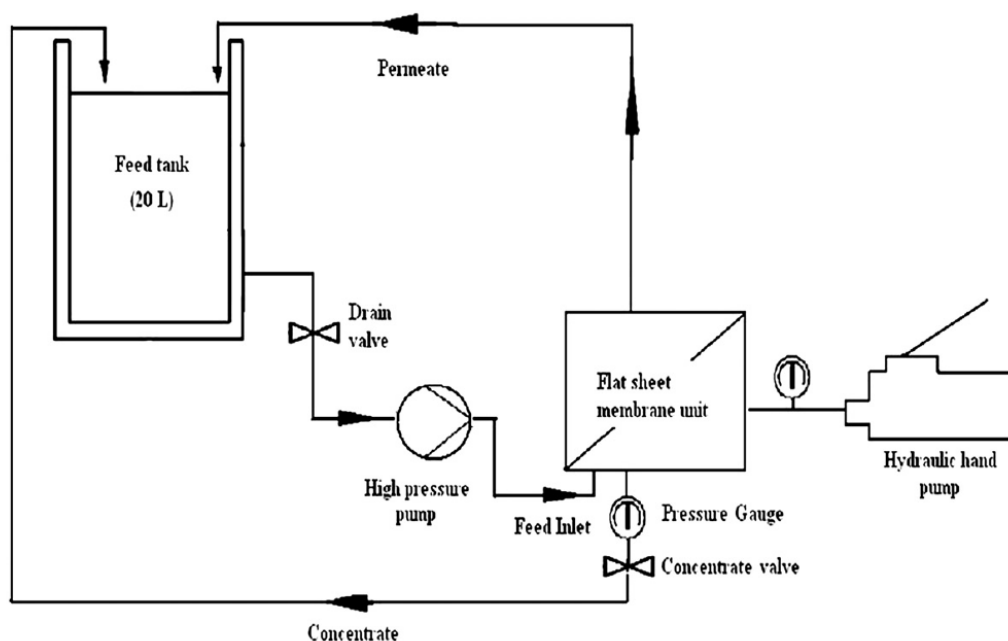 Permeate
Feed tank
(20 L)
Drain
valve
Flat sheet
membrane unit
High pressure
pump
Feed Inlet
Pressure Gauge
Hydraulic hand
pump
Concentrate valve
Concentrate